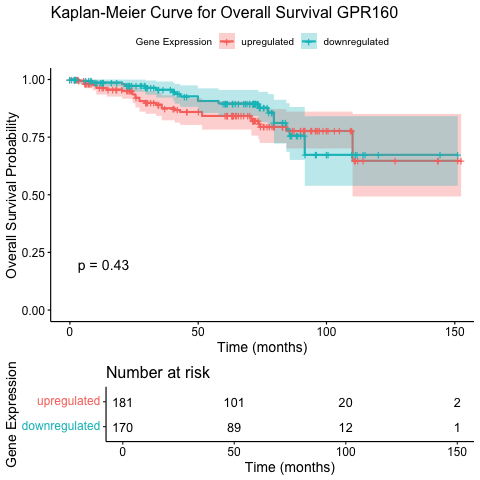 Kaplan-Meier Curve for Overall Survival GPR160
Gene Expression upregulated downregulated
Overall Survival Probability
1.00
0.75
0.50
0.25
0.00
p = 0.43
0 50 100 150
Time (months)
Number at risk
Gene Expression
upregulated 181 101 20 2
downregulated 170 89 12 1
0 50 100 150
Time (months)